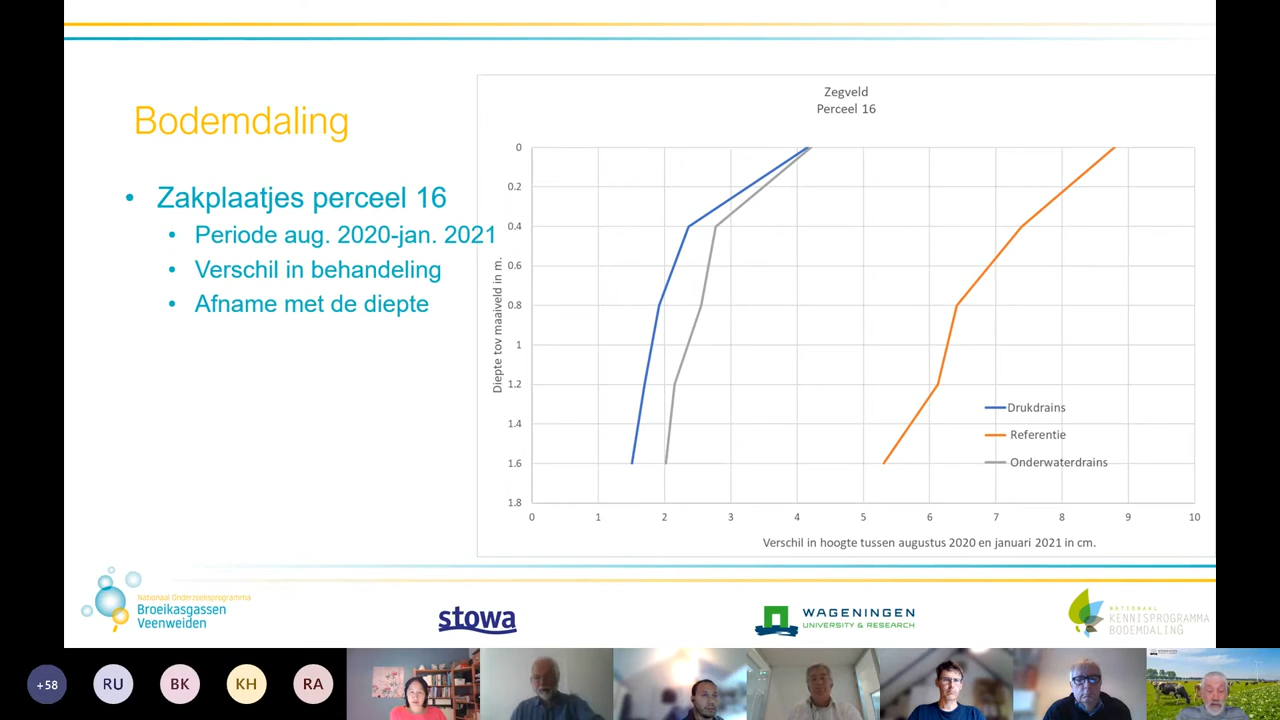 Bodemdaling
• Zakplaatjes perceel 16
• Periode aug. 2020-jan. 2021
• Verschil in behandeling
• Afname met de diepte
Zegveld
Perceel 16
Diepte tov maaiveld in m.
0
0.2
0.4
0.6
0.8
1
1.2
1.4
1.6
1.8
0 1 2 3 4 5 6 7 8 9 10
Drukdrains
Referentie
Onderwaterdrains
Verschil in hoogte tussen augustus 2020 en januari 2021 in cm.
Nationaal Onderzoeksprogramma
Broeikasgassen
Veenweiden
stowa
WAGENINGEN
UNIVERSITY & RESEARCH
NATIONAAL
KENNISPROGRAMMA
BODEMDALING
+58 RU BK KH RA